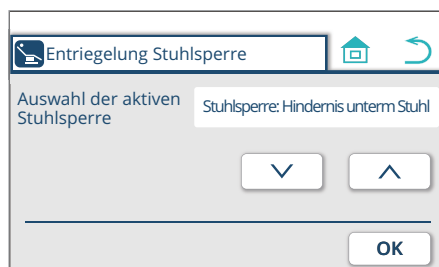 Entriegelung Stuhlsperre
Auswahl der aktiven
Stuhlsperre
Stuhlsperre: Hindernis unterm Stuhl
OK